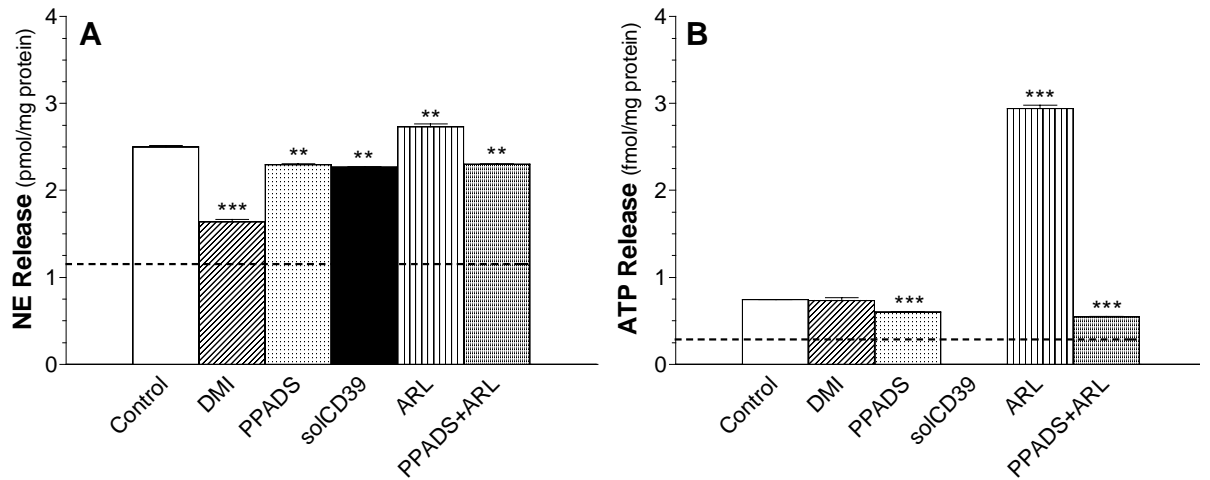 A
NE Release (pmol/mg protein)
4
3
2
1
0
***
**
**
**
**
Control
DMI
PPADS
solCD39
ARL
PPADS+ARL
B
ATP Release (fmol/mg protein)
4
3
2
1
0
***
***
***
Control
DMI
PPADS
solCD39
ARL
PPADS+ARL